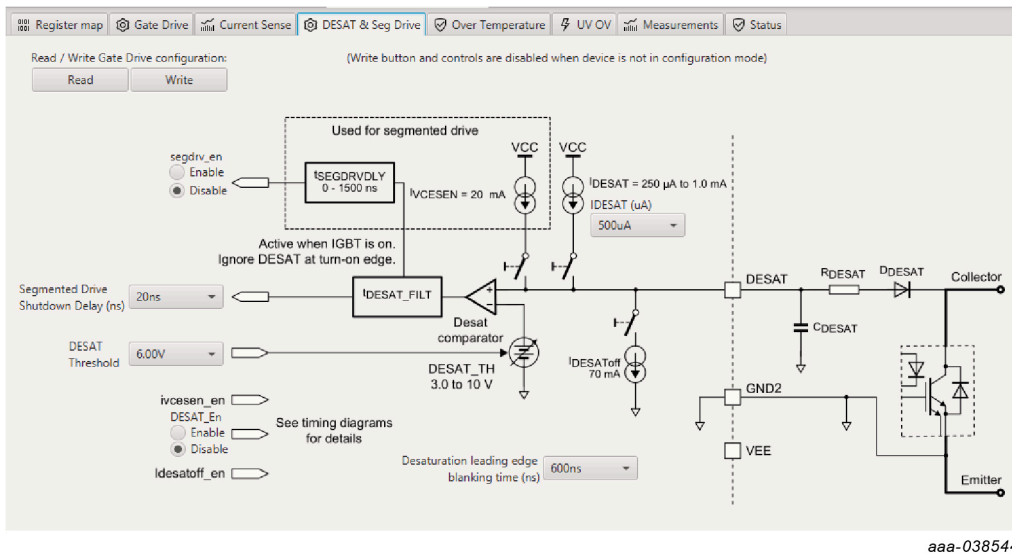 Register map
Gate Drive
Current Sense
DESAT & Seg Drive
Over Temperature
UV OV
Measurements
Status
Read / Write Gate Drive configuration:
(Write button and controls are disabled when device is not in configuration mode)
Read
Write
Used for segmented drive
segdrv_en
Enable
Disable
tSEGDRVDLY
0 - 1500 ns
IVCESEN = 20 mA
VCC
VCC
IDESAT = 250 µA to 1.0 mA
IDESAT (uA)
500uA
Active when IGBT is on.
Ignore DESAT at turn-on edge.
Segmented Drive
Shutdown Delay (ns)
20ns
tDESAT_FILT
+
−
Desat
comparator
DESAT
RDESAT
DDESAT
Collector
CDESAT
DESAT
Threshold
6.00V
DESAT_TH
3.0 to 10 V
IDESAToff
70 mA
GND2
ivcesen_en
DESAT_En
Enable
Disable
See timing diagrams
for details
VEE
Idesatoff_en
Desaturation leading edge
blanking time (ns)
600ns
Emitter